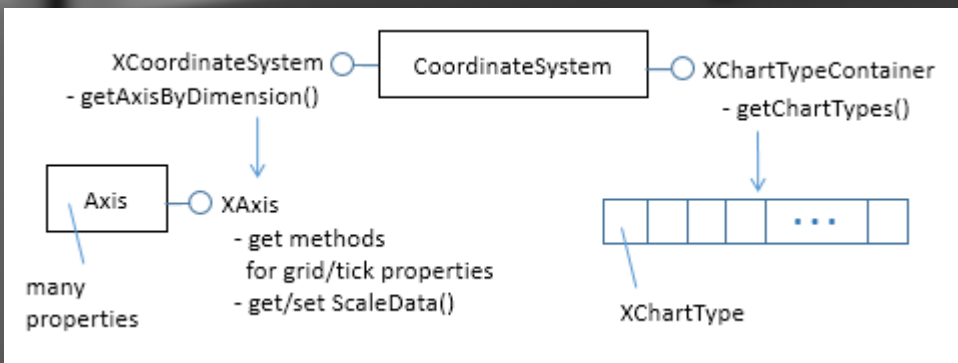 XCoordinateSystem
- getAxisByDimension()
CoordinateSystem
XChartTypeContainer
- getChartTypes()
Axis
XAxis
- get methods
for grid/tick properties
- get/set ScaleData()
many
properties
...
XChartType